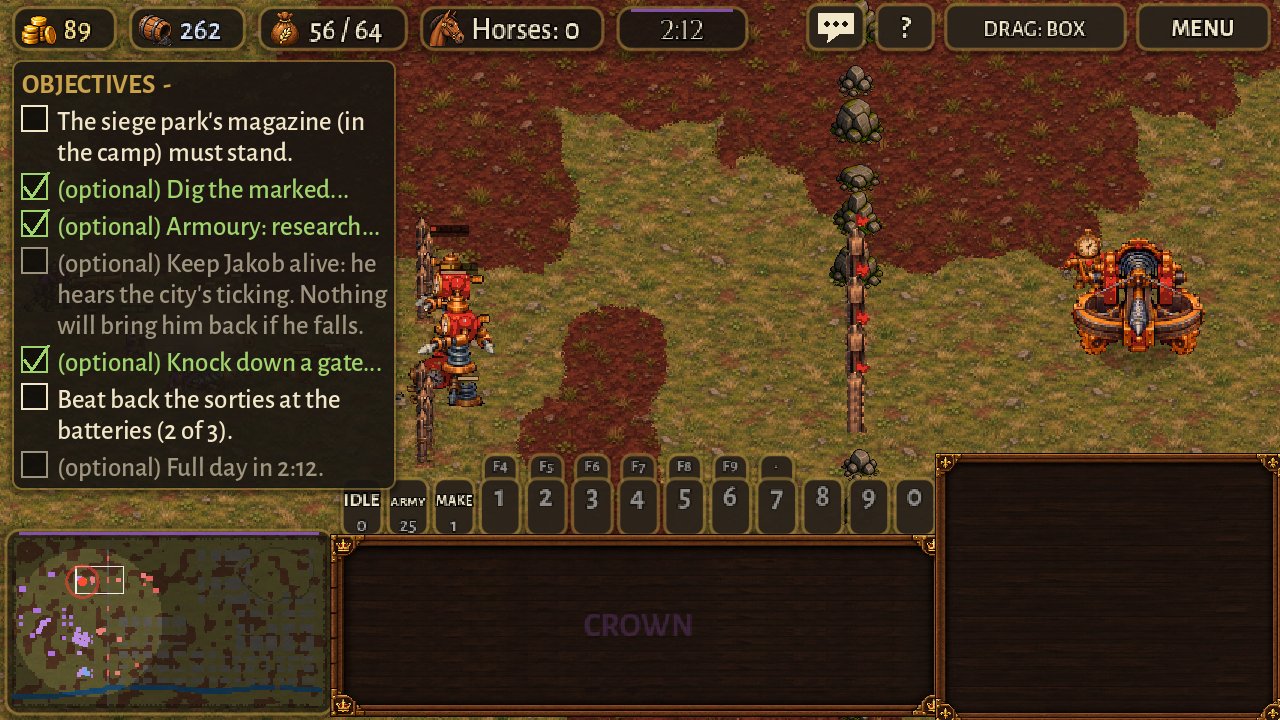 89
262
56 / 64
Horses: 0
2:12
?
DRAG: BOX
MENU
OBJECTIVES -
The siege park's magazine (in
the camp) must stand.
(optional) Dig the marked...
(optional) Armoury: research...
(optional) Keep Jakob alive: he
hears the city's ticking. Nothing
will bring him back if he falls.
(optional) Knock down a gate...
Beat back the sorties at the
batteries (2 of 3).
(optional) Full day in 2:12.
F4 F5 F6 F7 F8 F9 .
IDLE ARMY MAKE 1 2 3 4 5 6 7 8 9 0
0 25 1
CROWN